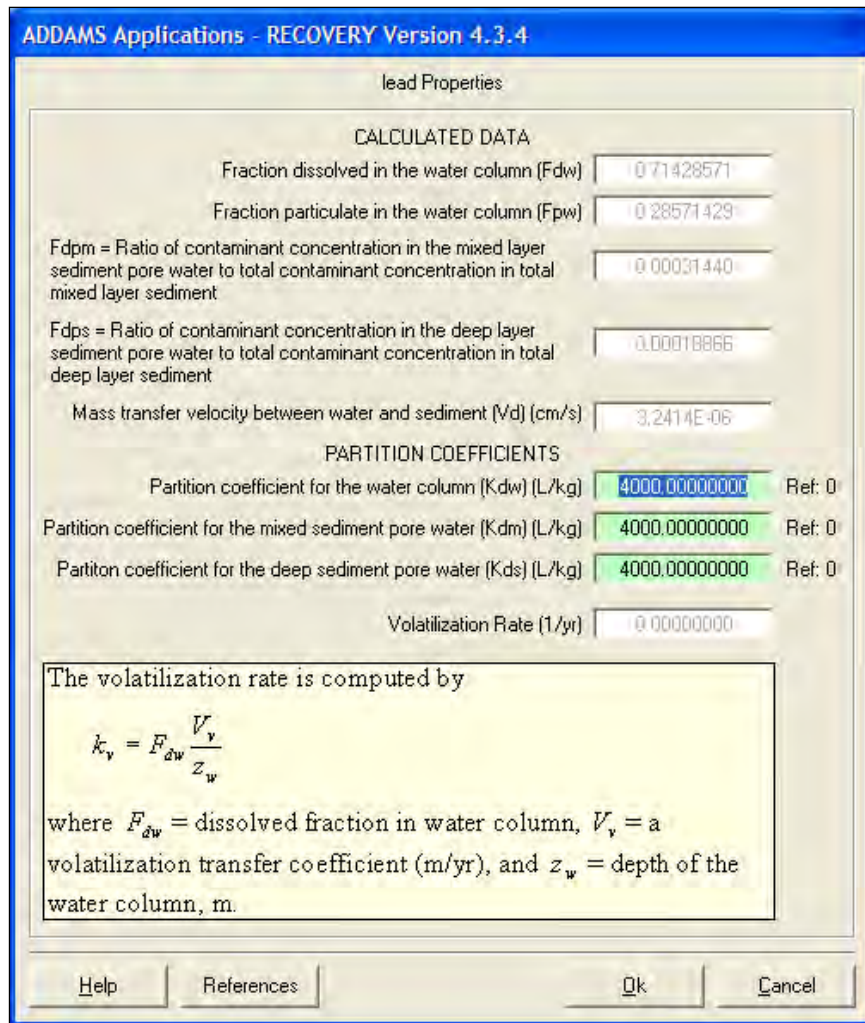 ADDAMS Applications - RECOVERY Version 4.3.4
lead Properties
CALCULATED DATA
Fraction dissolved in the water column (Fdw) 0.71428571
Fraction particulate in the water column (Fpw) 0.28571429
Fdpm = Ratio of contaminant concentration in the mixed layer
sediment pore water to total contaminant concentration in total
mixed layer sediment
0.00031440
Fdps = Ratio of contaminant concentration in the deep layer
sediment pore water to total contaminant concentration in total
deep layer sediment
0.00018866
Mass transfer velocity between water and sediment (Vd) (cm/s) 3.2414E-06
PARTITION COEFFICIENTS
Partition coefficient for the water column (Kdw) (L/kg) 4000.00000000 Ref: 0
Partition coefficient for the mixed sediment pore water (Kdm) (L/kg) 4000.00000000 Ref: 0
Partiton coefficient for the deep sediment pore water (Kds) (L/kg) 4000.00000000 Ref: 0
Volatilization Rate (1/yr) 0.00000000
The volatilization rate is computed by
k_v = F_dw V_v / z_w
where F_dw = dissolved fraction in water column, V_v = a
volatilization transfer coefficient (m/yr), and z_w = depth of the
water column, m.
Help References Ok Cancel